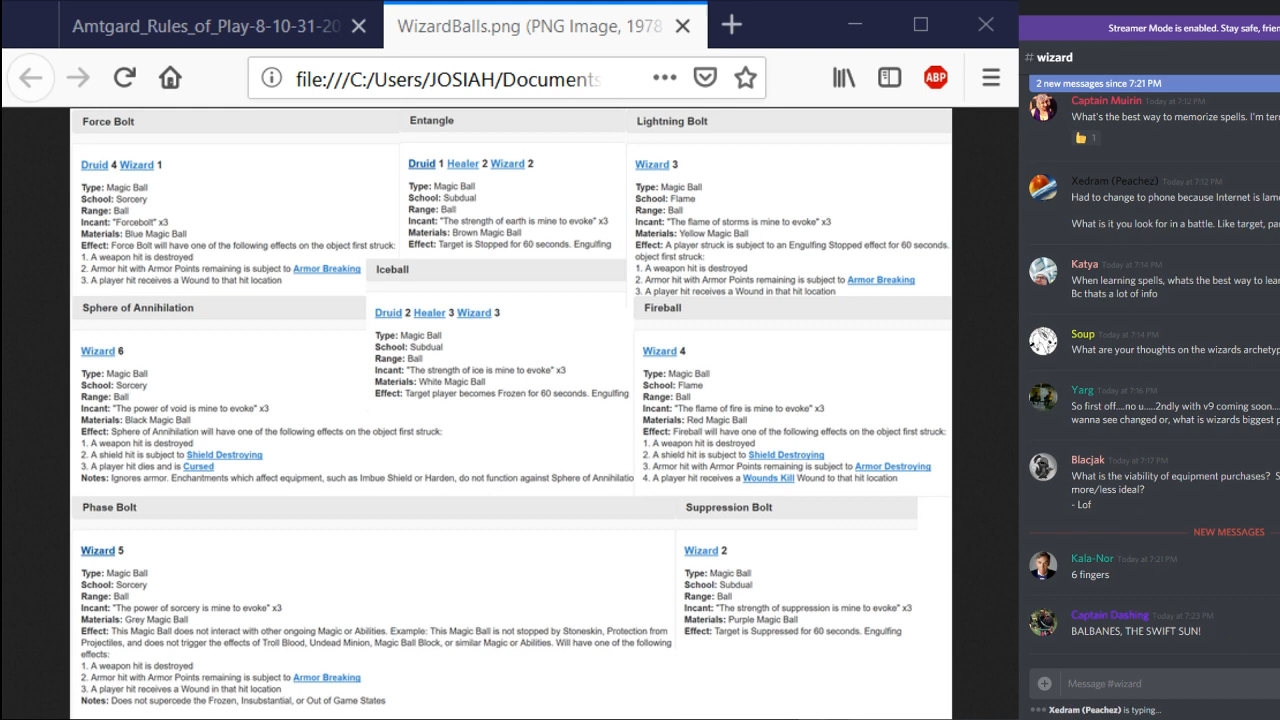 Amtgard_Rules_of_Play-8-10-31-20
WizardBalls.png (PNG Image, 1978
file:///C:/Users/JOSIAH/Documents
ABP
Force Bolt
Druid 4 Wizard 1
Type: Magic Ball
School: Sorcery
Range: Ball
Incant: "Forcebolt" x3
Materials: Blue Magic Ball
Effect: Force Bolt will have one of the following effects on the object first struck:
1. A weapon hit is destroyed
2. Armor hit with Armor Points remaining is subject to Armor Breaking
3. A player hit receives a Wound to that hit location
Entangle
Druid 1 Healer 2 Wizard 2
Type: Magic Ball
School: Subdual
Range: Ball
Incant: "The strength of earth is mine to evoke" x3
Materials: Brown Magic Ball
Effect: Target is Stopped for 60 seconds. Engulfing
Lightning Bolt
Wizard 3
Type: Magic Ball
School: Flame
Range: Ball
Incant: "The flame of storms is mine to evoke" x3
Materials: Yellow Magic Ball
Effect: A player struck is subject to an Engulfing Stopped effect for 60 seconds.
object first struck:
1. A weapon hit is destroyed
2. Armor hit with Armor Points remaining is subject to Armor Breaking
3. A player hit receives a Wound in that hit location
Iceball
Druid 2 Healer 3 Wizard 3
Type: Magic Ball
School: Subdual
Range: Ball
Incant: "The strength of ice is mine to evoke" x3
Materials: White Magic Ball
Effect: Target player becomes Frozen for 60 seconds. Engulfing
Sphere of Annihilation
Wizard 6
Type: Magic Ball
School: Sorcery
Range: Ball
Incant: "The power of void is mine to evoke" x3
Materials: Black Magic Ball
Effect: Sphere of Annihilation will have one of the following effects on the object first struck:
1. A weapon hit is destroyed
2. A shield hit is subject to Shield Destroying
3. A player hit dies and is Cursed
Notes: Ignores armor. Enchantments which affect equipment, such as Imbue Shield or Harden, do not function against Sphere of Annihilatio
Fireball
Wizard 4
Type: Magic Ball
School: Flame
Range: Ball
Incant: "The flame of fire is mine to evoke" x3
Materials: Red Magic Ball
Effect: Fireball will have one of the following effects on the object first struck:
1. A weapon hit is destroyed
2. A shield hit is subject to Shield Destroying
3. Armor hit with Armor Points remaining is subject to Armor Destroying
4. A player hit receives a Wounds Kill Wound to that hit location
Phase Bolt
Wizard 5
Type: Magic Ball
School: Sorcery
Range: Ball
Incant: "The power of sorcery is mine to evoke" x3
Materials: Grey Magic Ball
Effect: This Magic Ball does not interact with other ongoing Magic or Abilities. Example: This Magic Ball is not stopped by Stoneskin, Protection from
Projectiles, and does not trigger the effects of Troll Blood, Undead Minion, Magic Ball Block, or similar Magic or Abilities. Will have one of the following
effects:
1. A weapon hit is destroyed
2. Armor hit with Armor Points remaining is subject to Armor Breaking
3. A player hit receives a Wound in that hit location
Notes: Does not supercede the Frozen, Insubstantial, or Out of Game States
Suppression Bolt
Wizard 2
Type: Magic Ball
School: Subdual
Range: Ball
Incant: "The strength of suppression is mine to evoke" x3
Materials: Purple Magic Ball
Effect: Target is Suppressed for 60 seconds. Engulfing
Streamer Mode is enabled. Stay safe, frien
# wizard
2 new messages since 7:21 PM
Captain Muirin Today at 7:12 PM
What's the best way to memorize spells. I'm terr
1
Xedram (Peachez) Today at 7:12 PM
Had to change to phone because Internet is lame
What is it you look for in a battle. Like target, pa
Katya Today at 7:14 PM
When learning spells, whats the best way to lear
Bc thats a lot of info
Soup Today at 7:14 PM
What are your thoughts on the wizards archetyp
Yarg Today at 7:16 PM
So first off...no u.....2ndly with v9 coming soon...
wanna see changed or, what is wizards biggest p
Blacjak Today at 7:17 PM
What is the viability of equipment purchases? S
more/less ideal?
- Lof
NEW MESSAGES
Kala-Nor Today at 7:21 PM
6 fingers
Captain Dashing Today at 7:23 PM
BALBANES, THE SWIFT SUN!
Message #wizard
Xedram (Peachez) is typing...